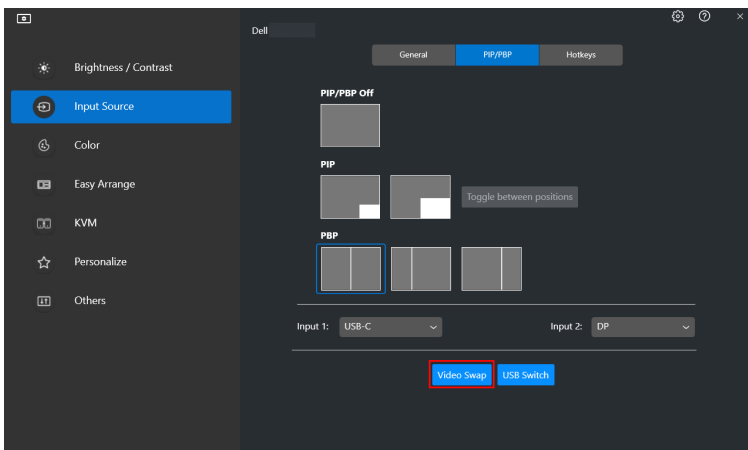 Dell
General PIP/PBP Hotkeys
Brightness / Contrast
Input Source
Color
Easy Arrange
KVM
Personalize
Others
PIP/PBP Off
PIP
Toggle between positions
PBP
Input 1: USB-C Input 2: DP
Video Swap USB Switch